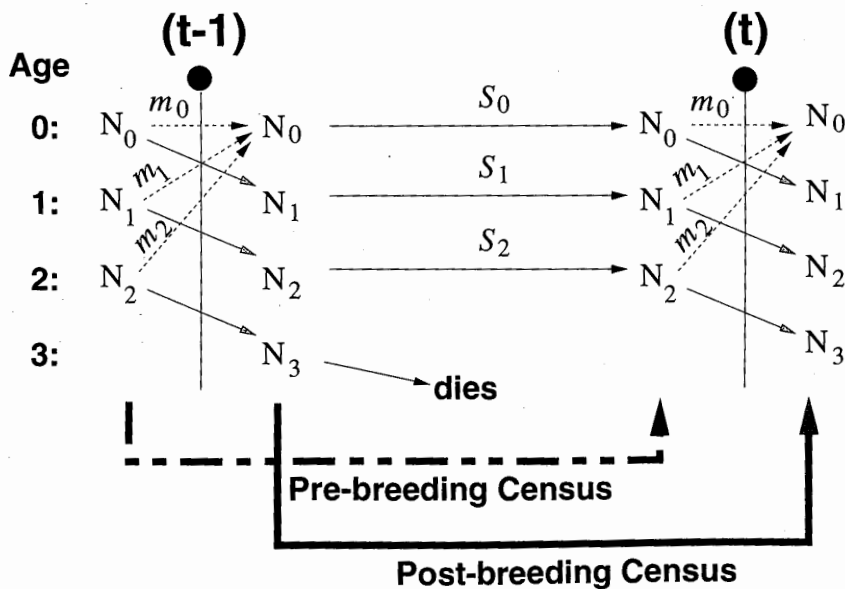 (t-1) (t)
Age
0: N₀ m₀ N₀ S₀ N₀ m₀ N₀
1: N₁ m₁ N₁ S₁ N₁ m₁ N₁
2: N₂ m₂ N₂ S₂ N₂ m₂ N₂
3: N₃ N₃
dies
Pre-breeding Census
Post-breeding Census